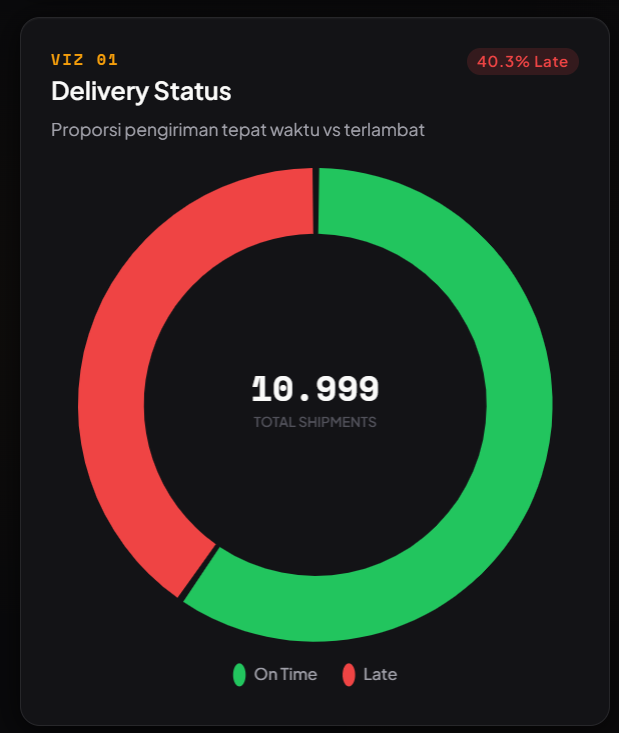 VIZ 01
40.3% Late
Delivery Status
Proporsi pengiriman tepat waktu vs terlambat
10.999
TOTAL SHIPMENTS
On Time
Late